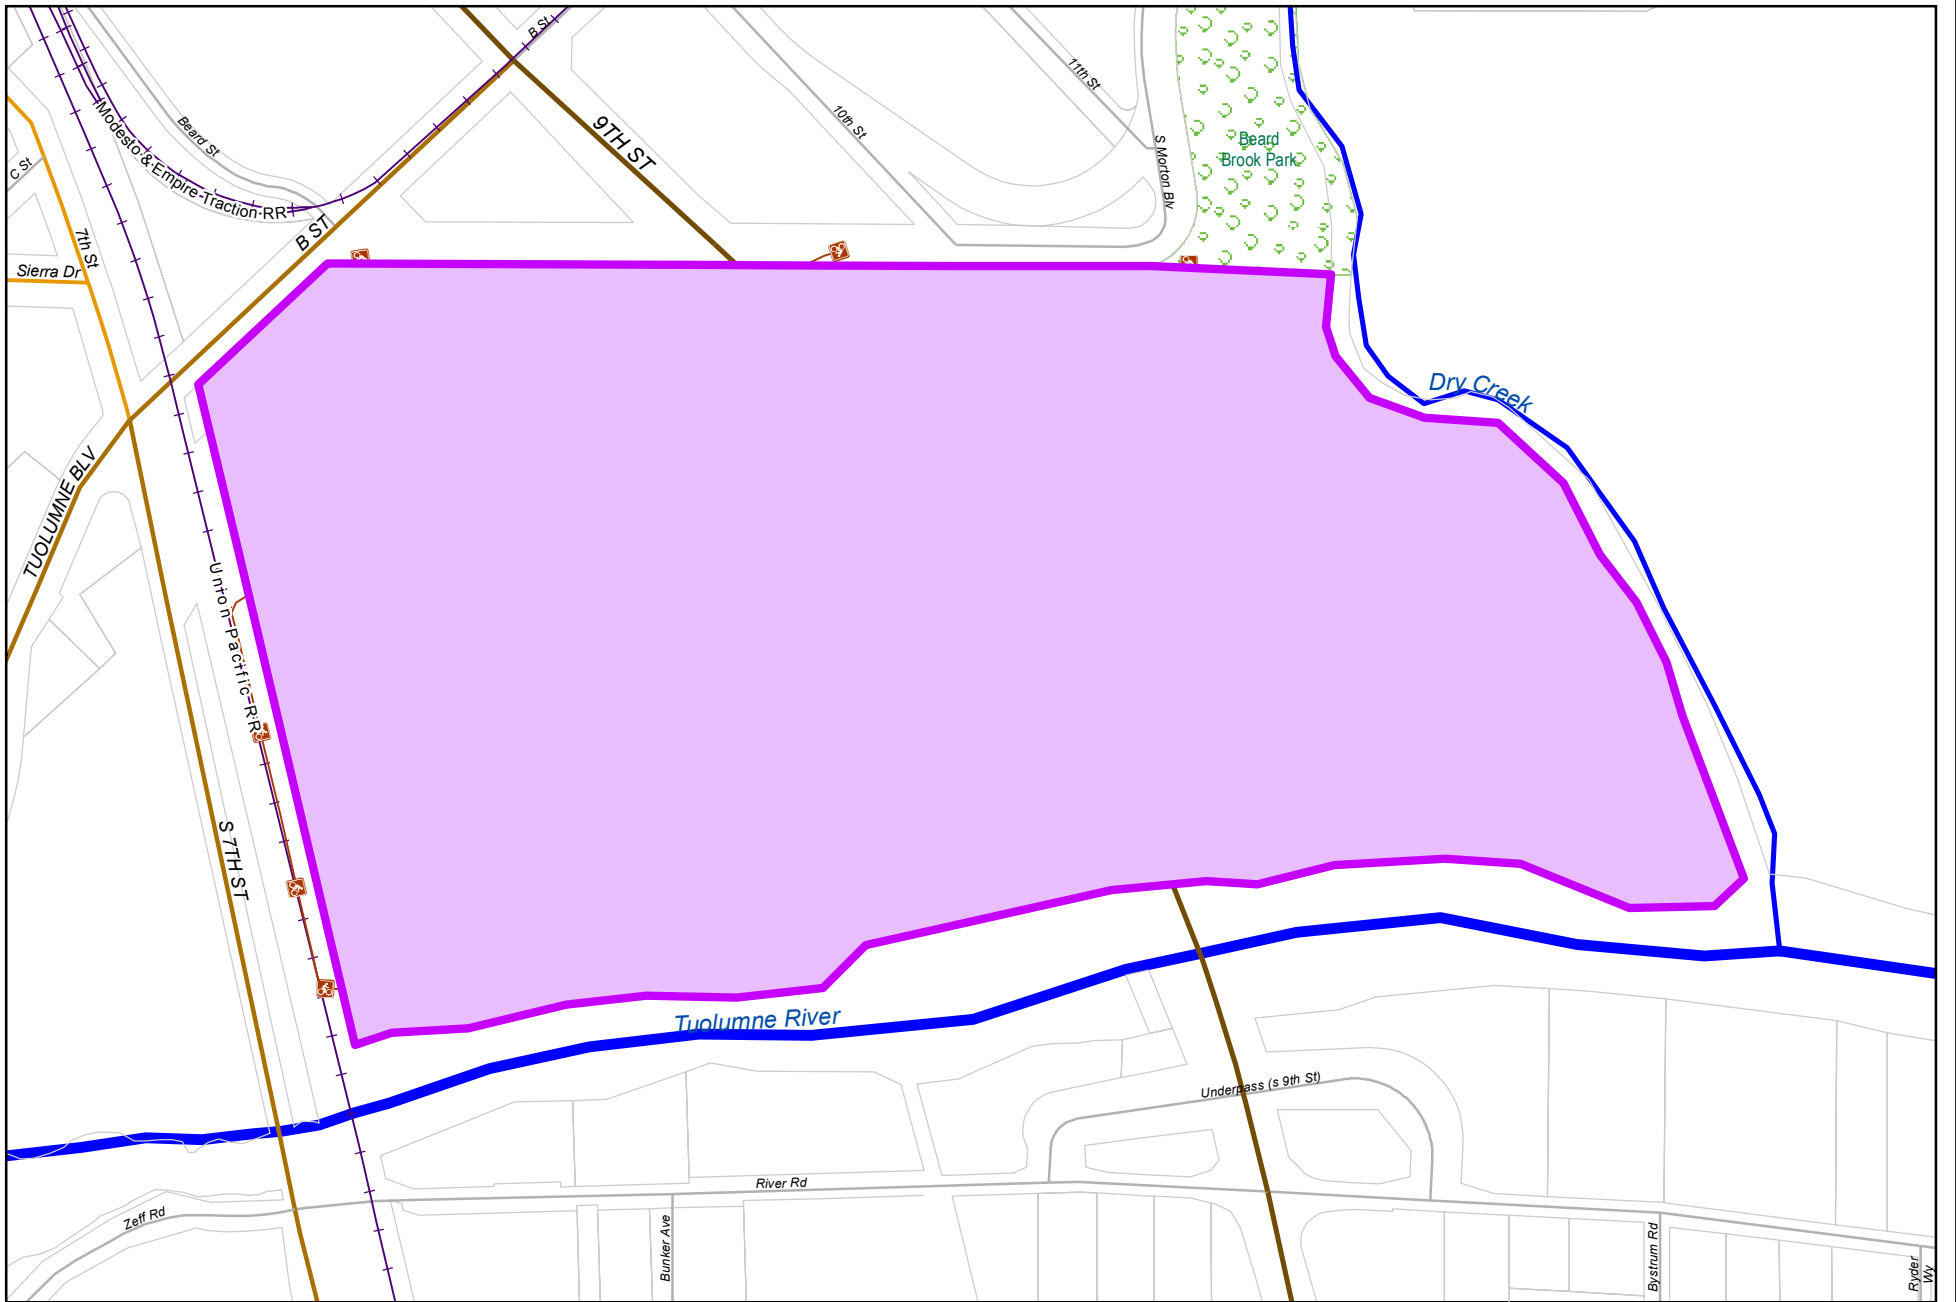 B St
11th St
10th St
9TH ST
Beard St
Modesto & Empire Traction RR
C St
S Morton Blv
Beard
Brook Park
B ST
7th St
Sierra Dr
Dry Creek
TUOLUMNE BLV
Union Pacific RR
S 7TH ST
Tuolumne River
Underpass (s 9th St)
River Rd
Zeff Rd
Bunker Ave
Bystrum Rd
Ryder
Wy